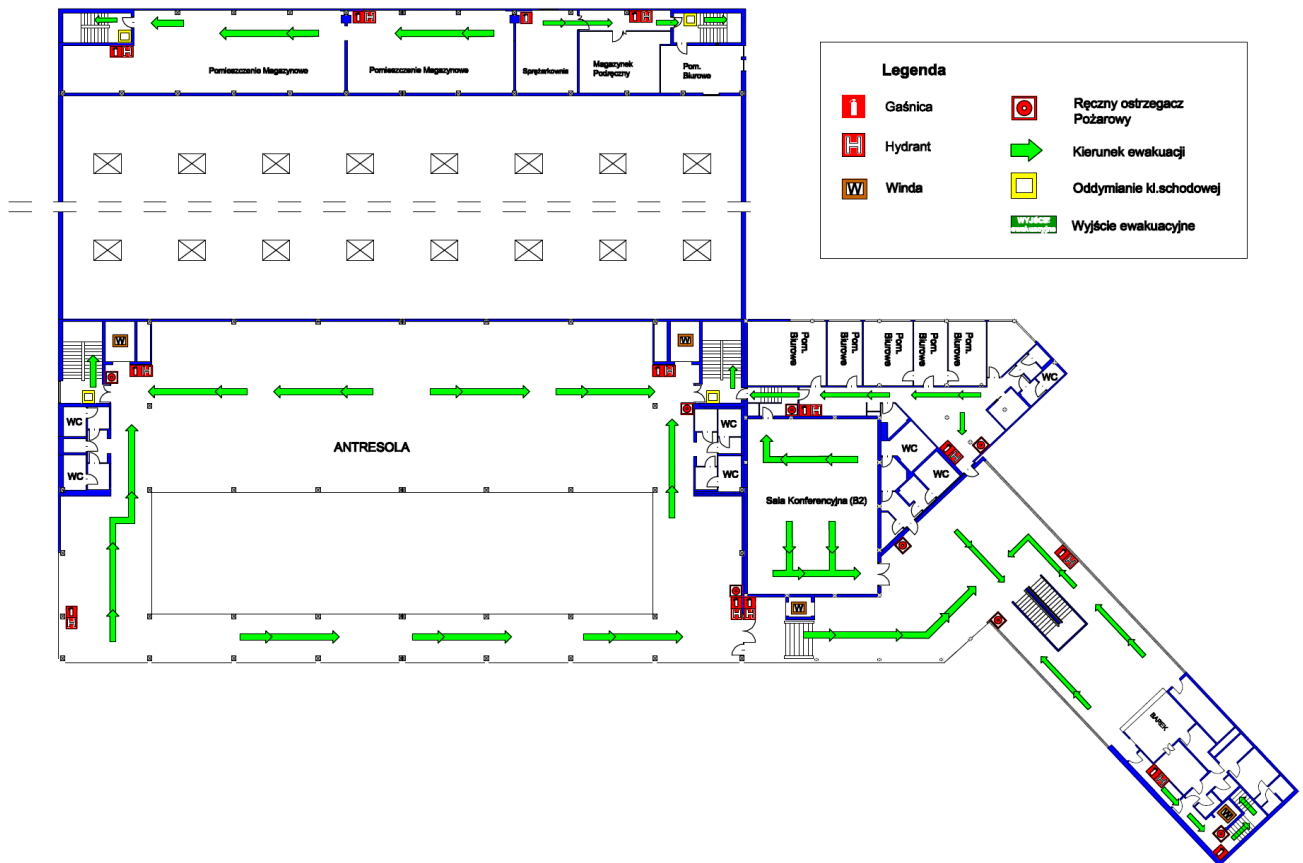 Pomieszczenie Magazynowe
Pomieszczenie Magazynowe
Sprężarkownia
Magazynek
Podręczny
Pom.
Biurowe
Legenda
Gaśnica
Hydrant
W
Winda
Ręczny ostrzegacz
Pożarowy
Kierunek ewakuacji
Oddymianie kl.schodowej
WYJŚCIE
Wyjście ewakuacyjne
W
W
Pom.
Biurowe
Pom.
Biurowe
Pom.
Biurowe
Pom.
Biurowe
Pom.
Biurowe
WC
WC
WC
ANTRESOLA
WC
WC
WC
WC
Sala Konferencyjna (B2)
W
BAREK
W